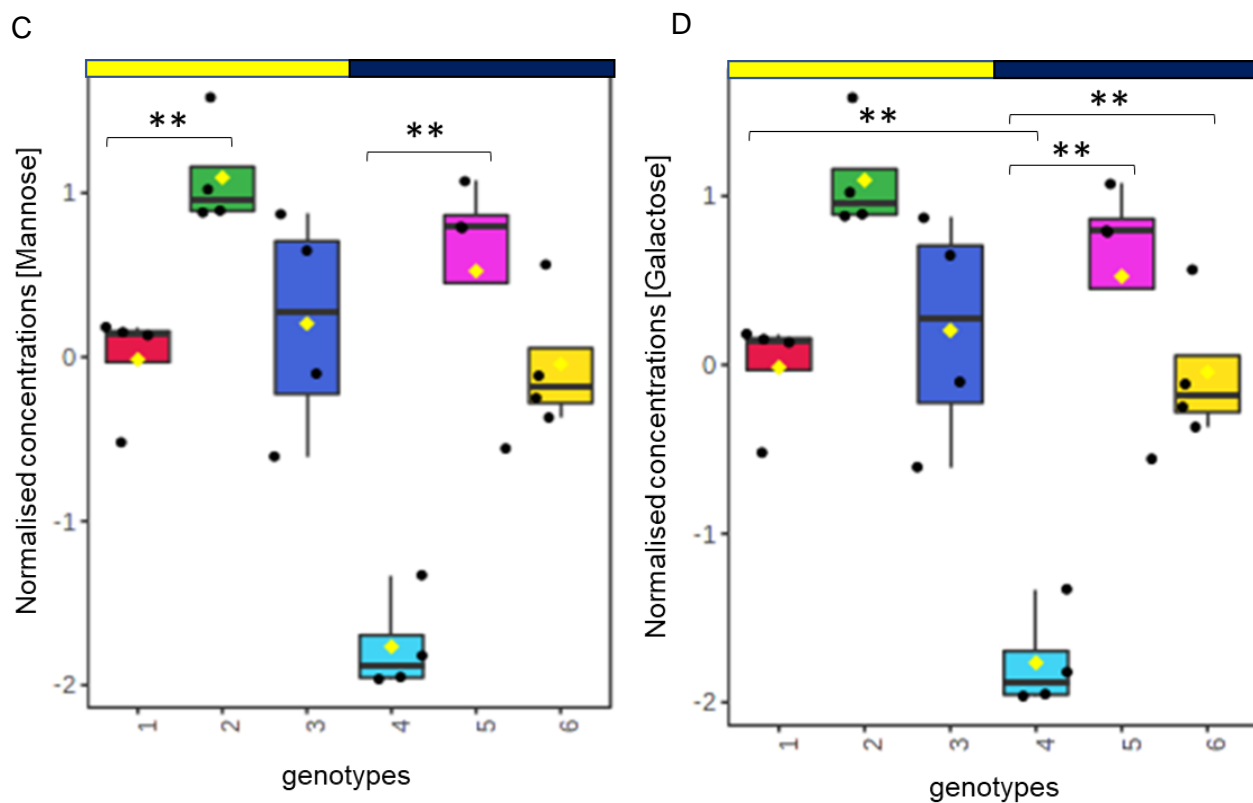 C
Normalised concentrations [Mannose]
**
**
1
0
-1
-2
1 2 3 4 5 6
genotypes
D
Normalised concentrations [Galactose]
**
**
**
1
0
-1
-2
1 2 3 4 5 6
genotypes